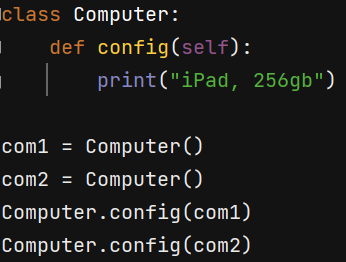 class Computer:
    def config(self):
        print("iPad, 256gb")
com1 = Computer()
com2 = Computer()
Computer.config(com1)
Computer.config(com2)